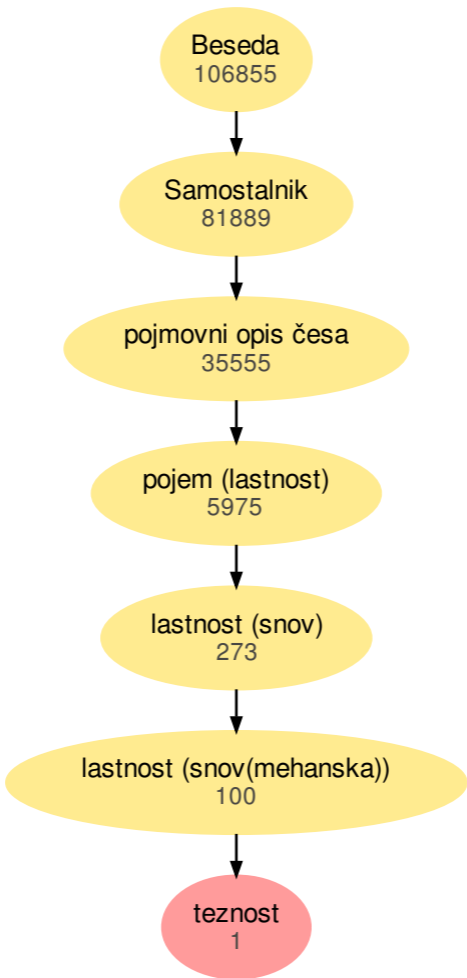 Beseda
106855
Samostalnik
81889
pojmovni opis česa
35555
pojem (lastnost)
5975
lastnost (snov)
273
lastnost (snov(mehanska))
100
teznost
1